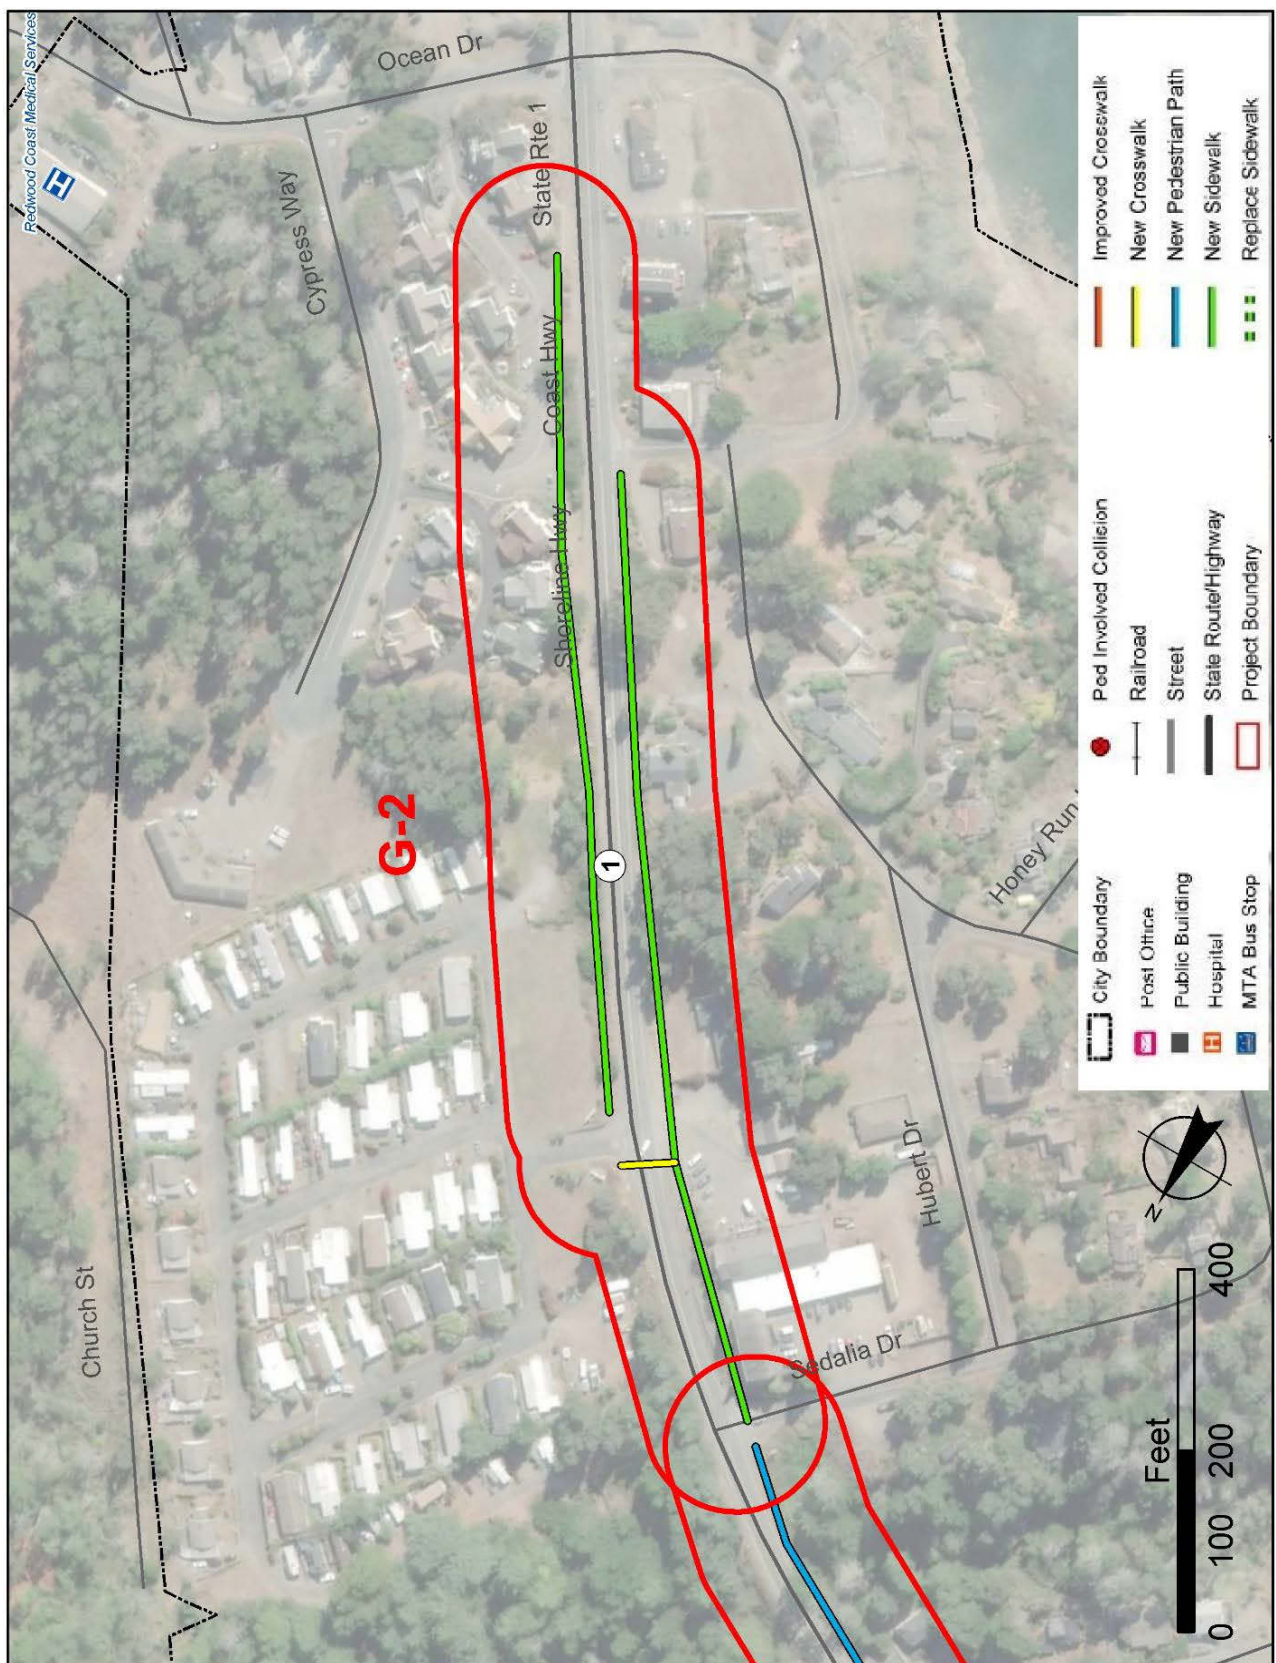 Redwood Coast Medical Services
H
Ocean Dr
Cypress Way
State Rte 1
Coast Hwy
Shoreline Hwy
G-2
1
Church St
Honey Run
Hubert Dr
Sedalia Dr
N
Feet
0 100 200 400
City Boundary
Post Office
Public Building
H Hospital
MTA Bus Stop
Ped Involved Collision
Railroad
Street
State Route/Highway
Project Boundary
Improved Crosswalk
New Crosswalk
New Pedestrian Path
New Sidewalk
Replace Sidewalk